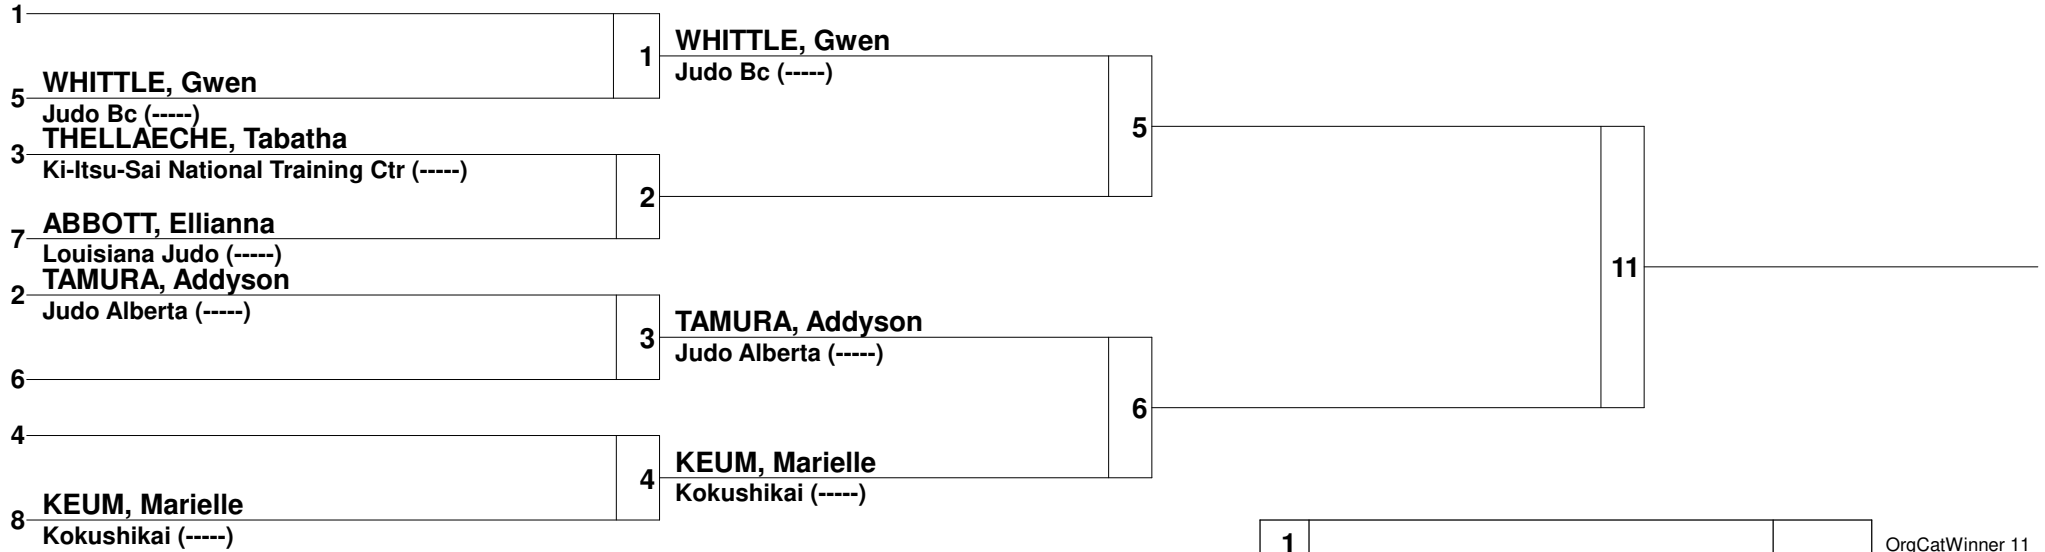 1
1
WHITTLE, Gwen
Judo Bc (-----)
5
WHITTLE, Gwen
Judo Bc (-----)
3
THELLAECHE, Tabatha
Ki-Itsu-Sai National Training Ctr (-----)
5
2
7
ABBOTT, Ellianna
Louisiana Judo (-----)
2
TAMURA, Addyson
Judo Alberta (-----)
11
3
TAMURA, Addyson
Judo Alberta (-----)
6
6
4
4
KEUM, Marielle
Kokushikai (-----)
8
KEUM, Marielle
Kokushikai (-----)
1
OrgCatWinner 11